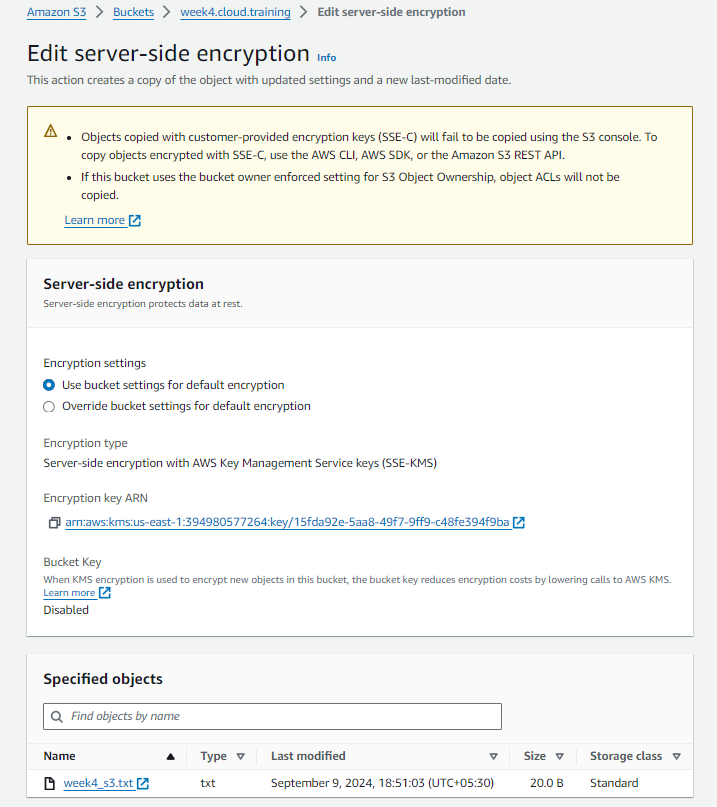 Amazon S3 > Buckets > week4.cloud.training > Edit server-side encryption
Edit server-side encryption Info
This action creates a copy of the object with updated settings and a new last-modified date.
• Objects copied with customer-provided encryption keys (SSE-C) will fail to be copied using the S3 console. To
copy objects encrypted with SSE-C, use the AWS CLI, AWS SDK, or the Amazon S3 REST API.
• If this bucket uses the bucket owner enforced setting for S3 Object Ownership, object ACLs will not be
copied.
Learn more
Server-side encryption
Server-side encryption protects data at rest.
Encryption settings
Use bucket settings for default encryption
Override bucket settings for default encryption
Encryption type
Server-side encryption with AWS Key Management Service keys (SSE-KMS)
Encryption key ARN
arn:aws:kms:us-east-1:394980577264:key/15fda92e-5aa8-49f7-9ff9-c48fe394f9ba
Bucket Key
When KMS encryption is used to encrypt new objects in this bucket, the bucket key reduces encryption costs by lowering calls to AWS KMS.
Learn more
Disabled
Specified objects
Find objects by name
Name Type Last modified Size Storage class
week4_s3.txt txt September 9, 2024, 18:51:03 (UTC+05:30) 20.0 B Standard